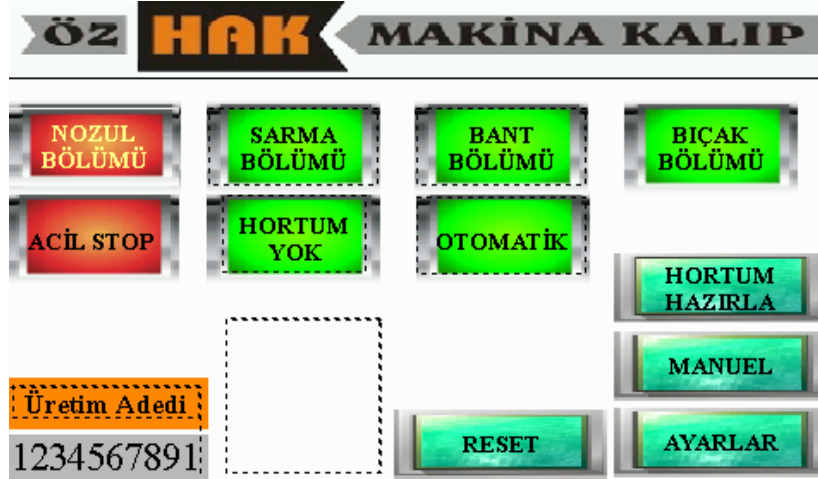 ÖZ HAK MAKİNA KALIP
NOZUL
BÖLÜMÜ
SARMA
BÖLÜMÜ
BANT
BÖLÜMÜ
BIÇAK
BÖLÜMÜ
ACİL STOP
HORTUM
YOK
OTOMATİK
HORTUM
HAZIRLA
MANUEL
Üretim Adedi
1234567891
RESET
AYARLAR